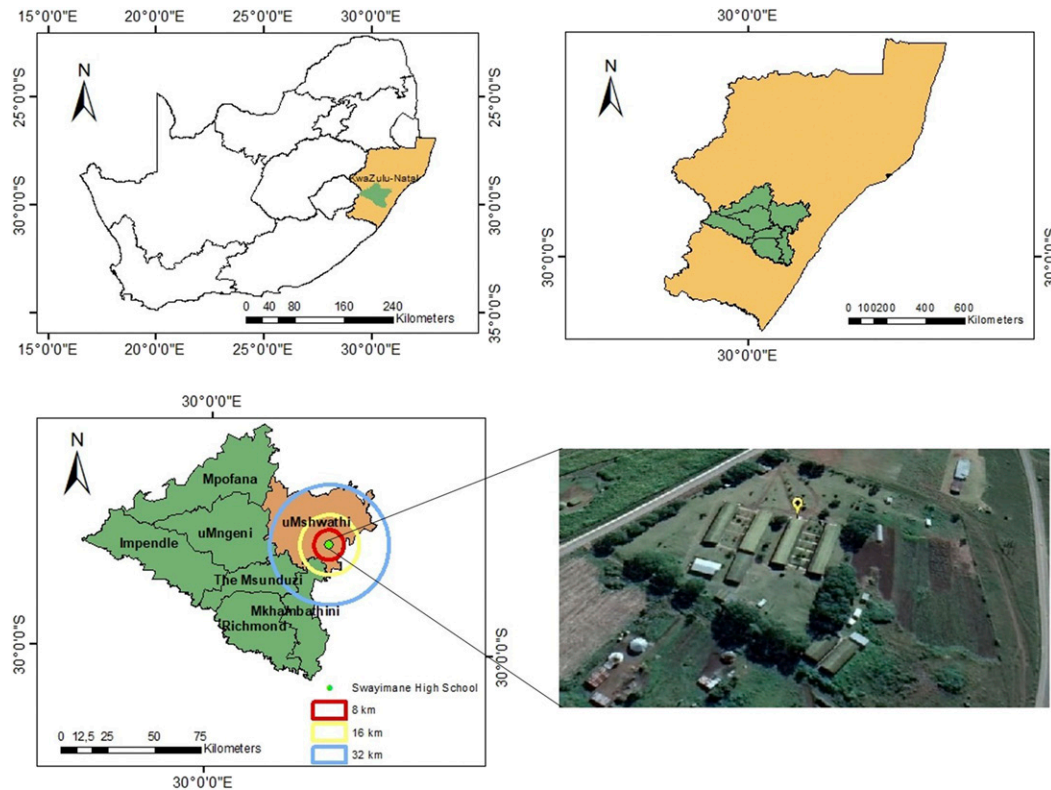 15°0'0"E 20°0'0"E 25°0'0"E 30°0'0"E
N
25°0'0"S
25°0'0"S
30°0'0"S
30°0'0"S
35°0'0"S
KwaZulu-Natal
0 40 80 160 240
Kilometers
15°0'0"E 20°0'0"E 25°0'0"E 30°0'0"E
30°0'0"E
N
30°0'0"S
30°0'0"S
0 100200 400 600
Kilometers
30°0'0"E
30°0'0"E
N
Mpofana
uMshwathi
uMngeni
Impendle
The Msunduzi
Mkhambathini
Richmond
30°0'0"S
30°0'0"S
Swayimane High School
8 km
16 km
32 km
0 12,5 25 50 75
Kilometers
30°0'0"E